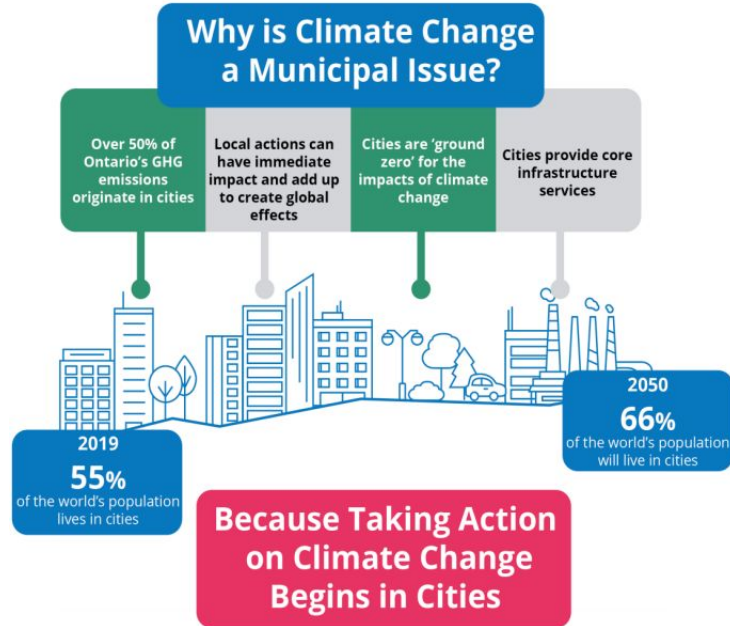 Why is Climate Change
a Municipal Issue?
Over 50% of
Ontario's GHG
emissions
originate in cities
Local actions can
have immediate
impact and add up
to create global
effects
Cities are ‘ground
zero’ for the
impacts of climate
change
Cities provide core
infrastructure
services
2019
55%
of the world's population
lives in cities
2050
66%
of the world's population
will live in cities
Because Taking Action
on Climate Change
Begins in Cities